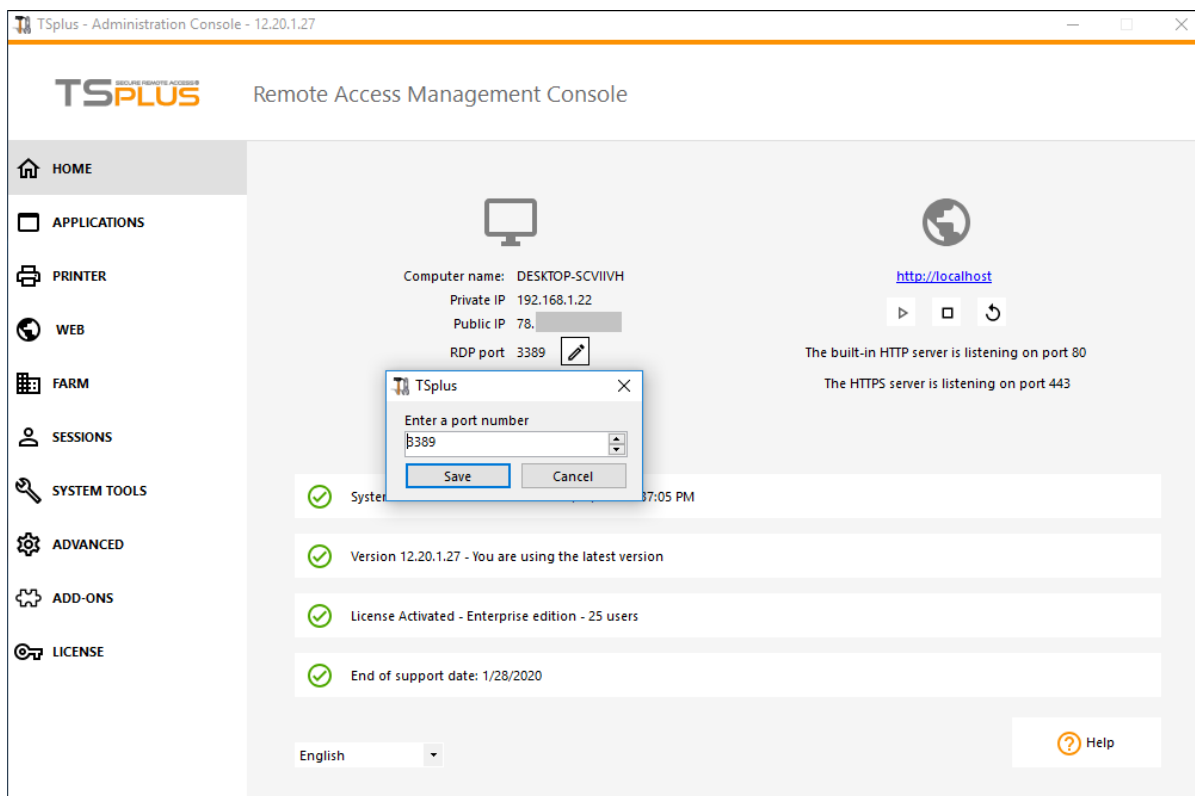 TSplus - Administration Console - 12.20.1.27
TSPLUS SECURE REMOTE ACCESS®
Remote Access Management Console
HOME
APPLICATIONS
PRINTER
WEB
FARM
SESSIONS
SYSTEM TOOLS
ADVANCED
ADD-ONS
LICENSE
Computer name: DESKTOP-SCVIIVH
Private IP 192.168.1.22
Public IP 78.
RDP port 3389
http://localhost
The built-in HTTP server is listening on port 80
The HTTPS server is listening on port 443
TSplus
Enter a port number
3389
Save Cancel
37:05 PM
Version 12.20.1.27 - You are using the latest version
License Activated - Enterprise edition - 25 users
End of support date: 1/28/2020
English
Help